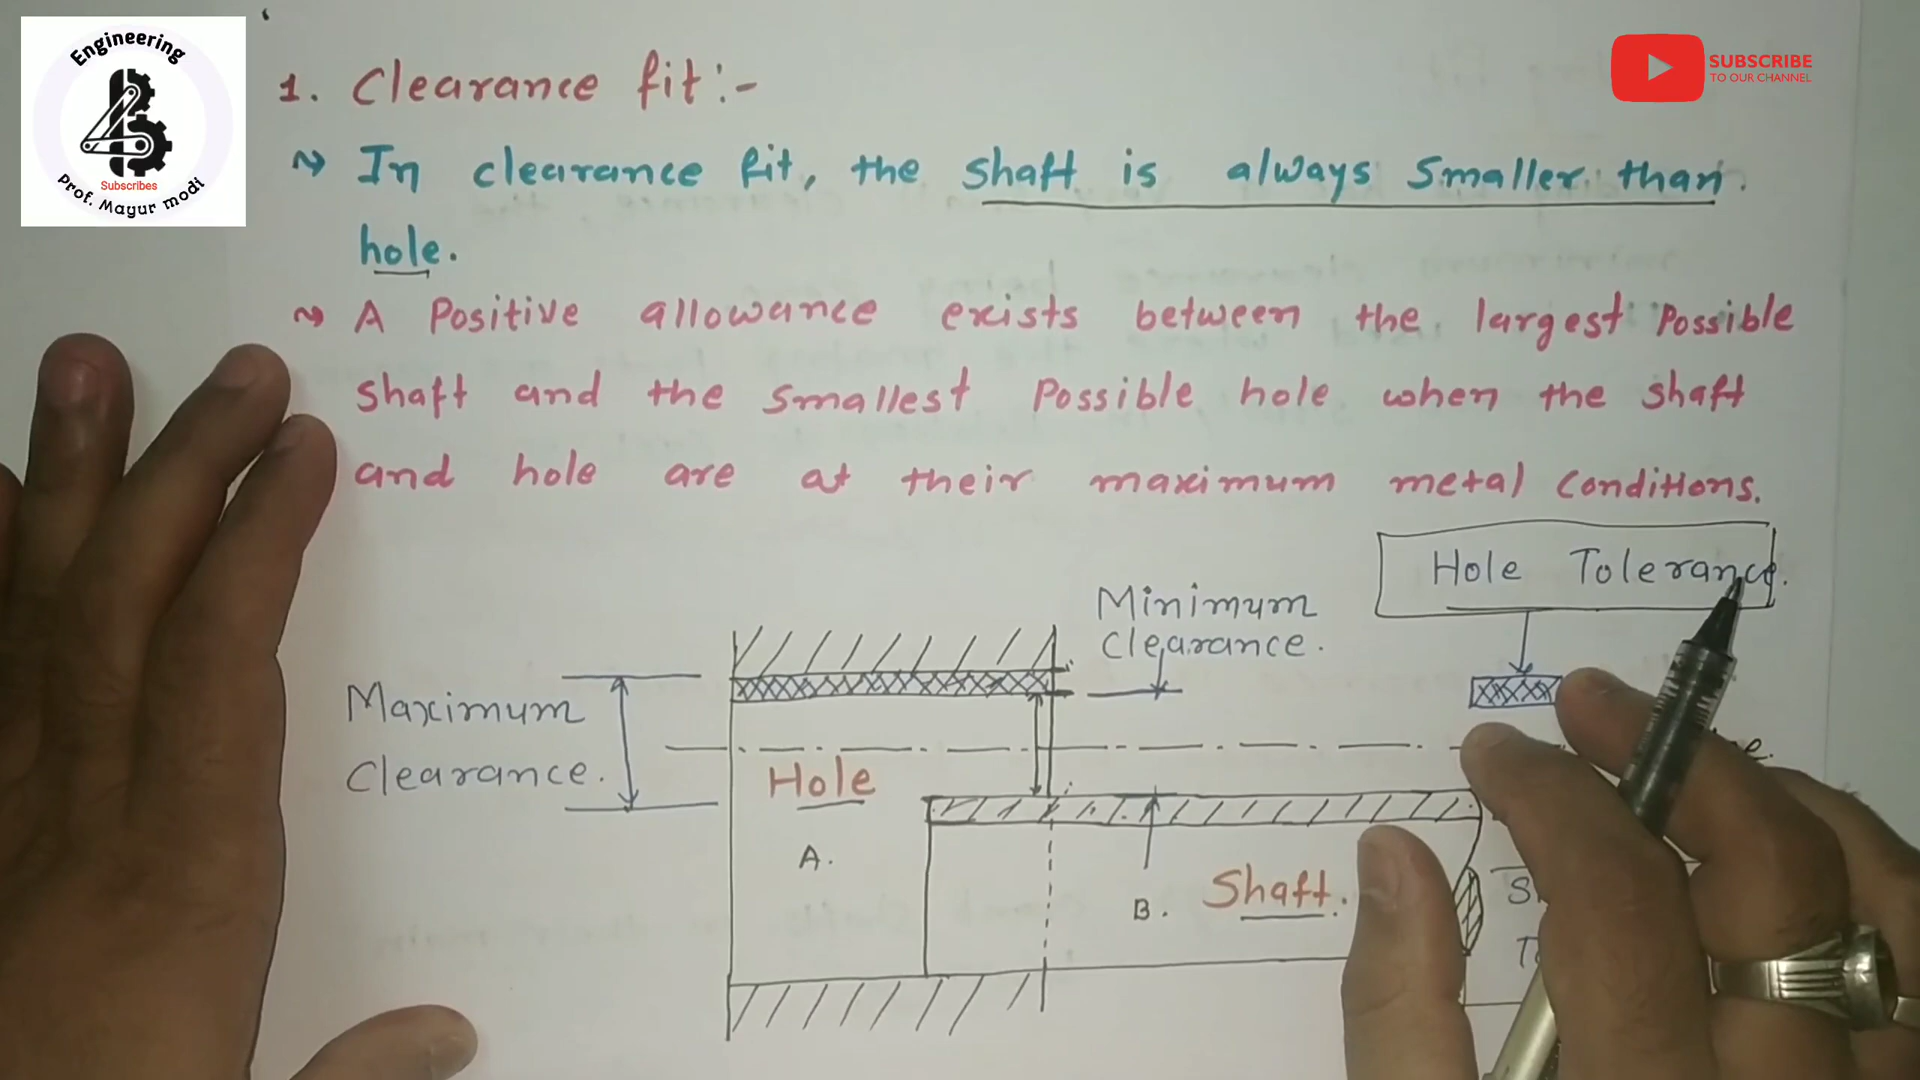 Engineering
Subscribes
Prof. Mayur modi
SUBSCRIBE
TO OUR CHANNEL
1. Clearance fit:-
In clearance fit, the shaft is always smaller than
hole.
A Positive allowance exists between the largest Possible
shaft and the smallest Possible hole when the shaft
and hole are at their maximum metal conditions.
Hole Tolerance.
Minimum
Clearance.
Maximum
Clearance.
Hole
A.
Shaft.
B.